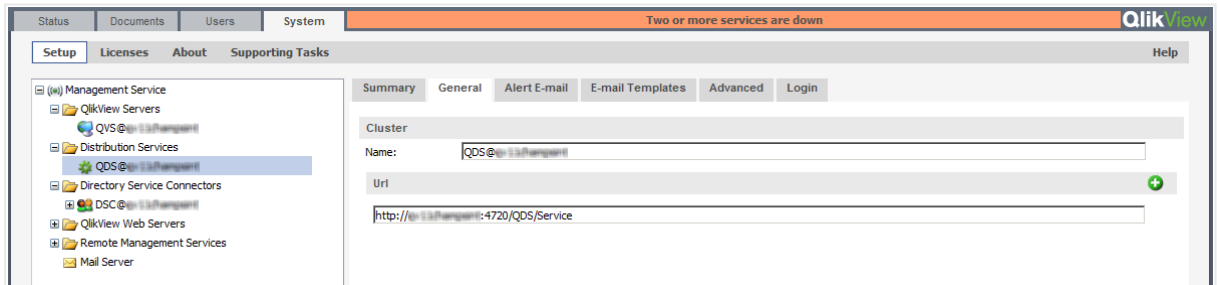 Status Documents Users System Two or more services are down QlikView
Setup Licenses About Supporting Tasks Help
Management Service
QlikView Servers
QVS@
Distribution Services
QDS@
Directory Service Connectors
DSC@
QlikView Web Servers
Remote Management Services
Mail Server
Summary General Alert E-mail E-mail Templates Advanced Login
Cluster
Name: QDS@
Url
http:// :4720/QDS/Service